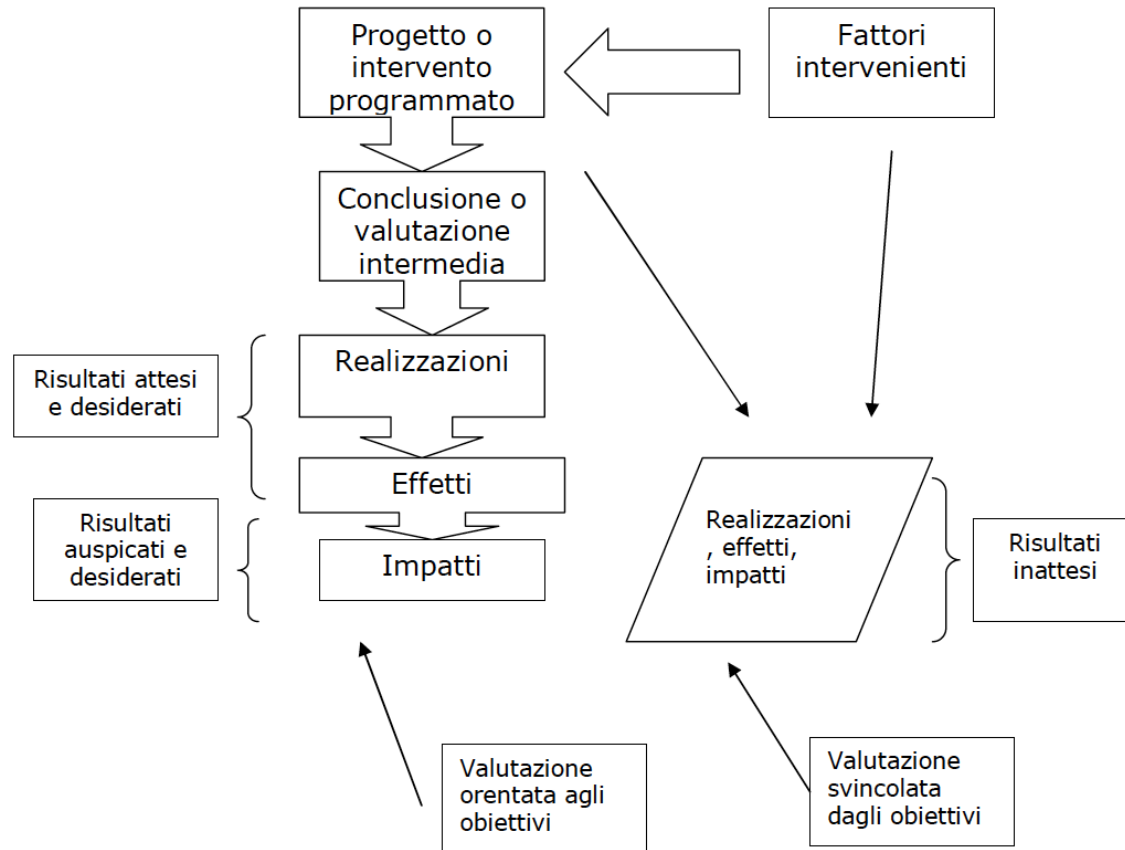 Progetto o
intervento
programmato
Fattori
intervenienti
Conclusione o
valutazione
intermedia
Realizzazioni
Risultati attesi
e desiderati
Effetti
Risultati
auspicati e
desiderati
Impatti
Realizzazioni
, effetti,
impatti
Risultati
inattesi
Valutazione
orentata agli
obiettivi
Valutazione
svincolata
dagli obiettivi